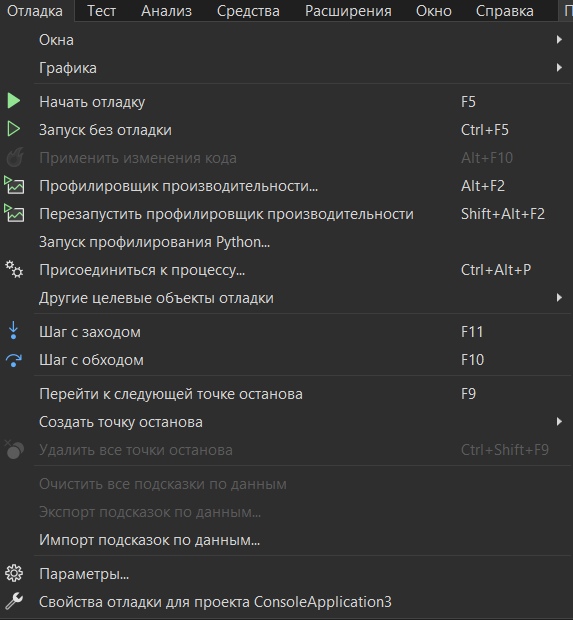 Отладка Тест Анализ Средства Расширения Окно Справка
Окна
Графика
Начать отладку F5
Запуск без отладки Ctrl+F5
Применить изменения кода Alt+F10
Профилировщик производительности... Alt+F2
Перезапустить профилировщик производительности Shift+Alt+F2
Запуск профилирования Python...
Присоединиться к процессу... Ctrl+Alt+P
Другие целевые объекты отладки
Шаг с заходом F11
Шаг с обходом F10
Перейти к следующей точке останова F9
Создать точку останова
Удалить все точки останова Ctrl+Shift+F9
Очистить все подсказки по данным
Экспорт подсказок по данным...
Импорт подсказок по данным...
Параметры...
Свойства отладки для проекта ConsoleApplication3